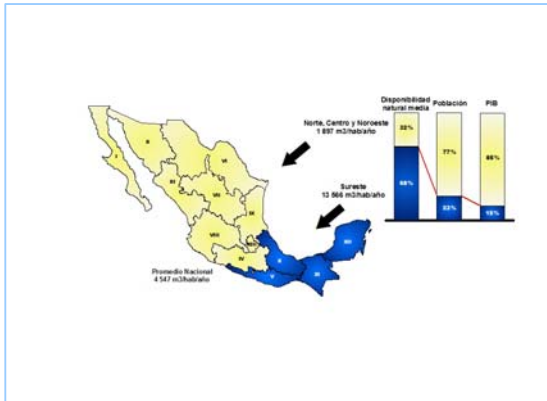 Disponibilidad
natural media
Población
PIB
Norte, Centro y Noroeste
1 897 m3/hab/año
32%
77%
85%
68%
23%
15%
Sureste
13 566 m3/hab/año
I
II
VI
III
VII
IX
VIII
IV
X
V
XI
XII
Promedio Nacional
4 547 m3/hab/año